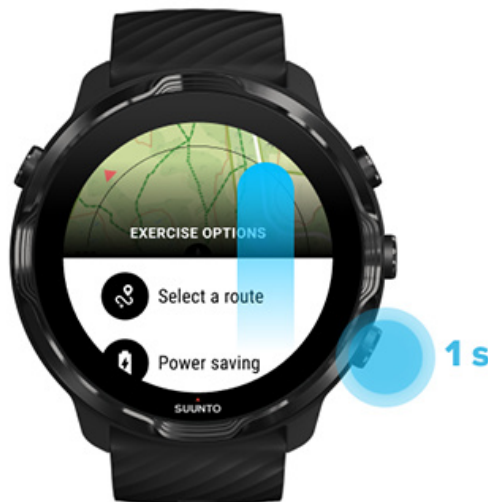 EXERCISE OPTIONS
Select a route
Power saving
1 s
SUUNTO